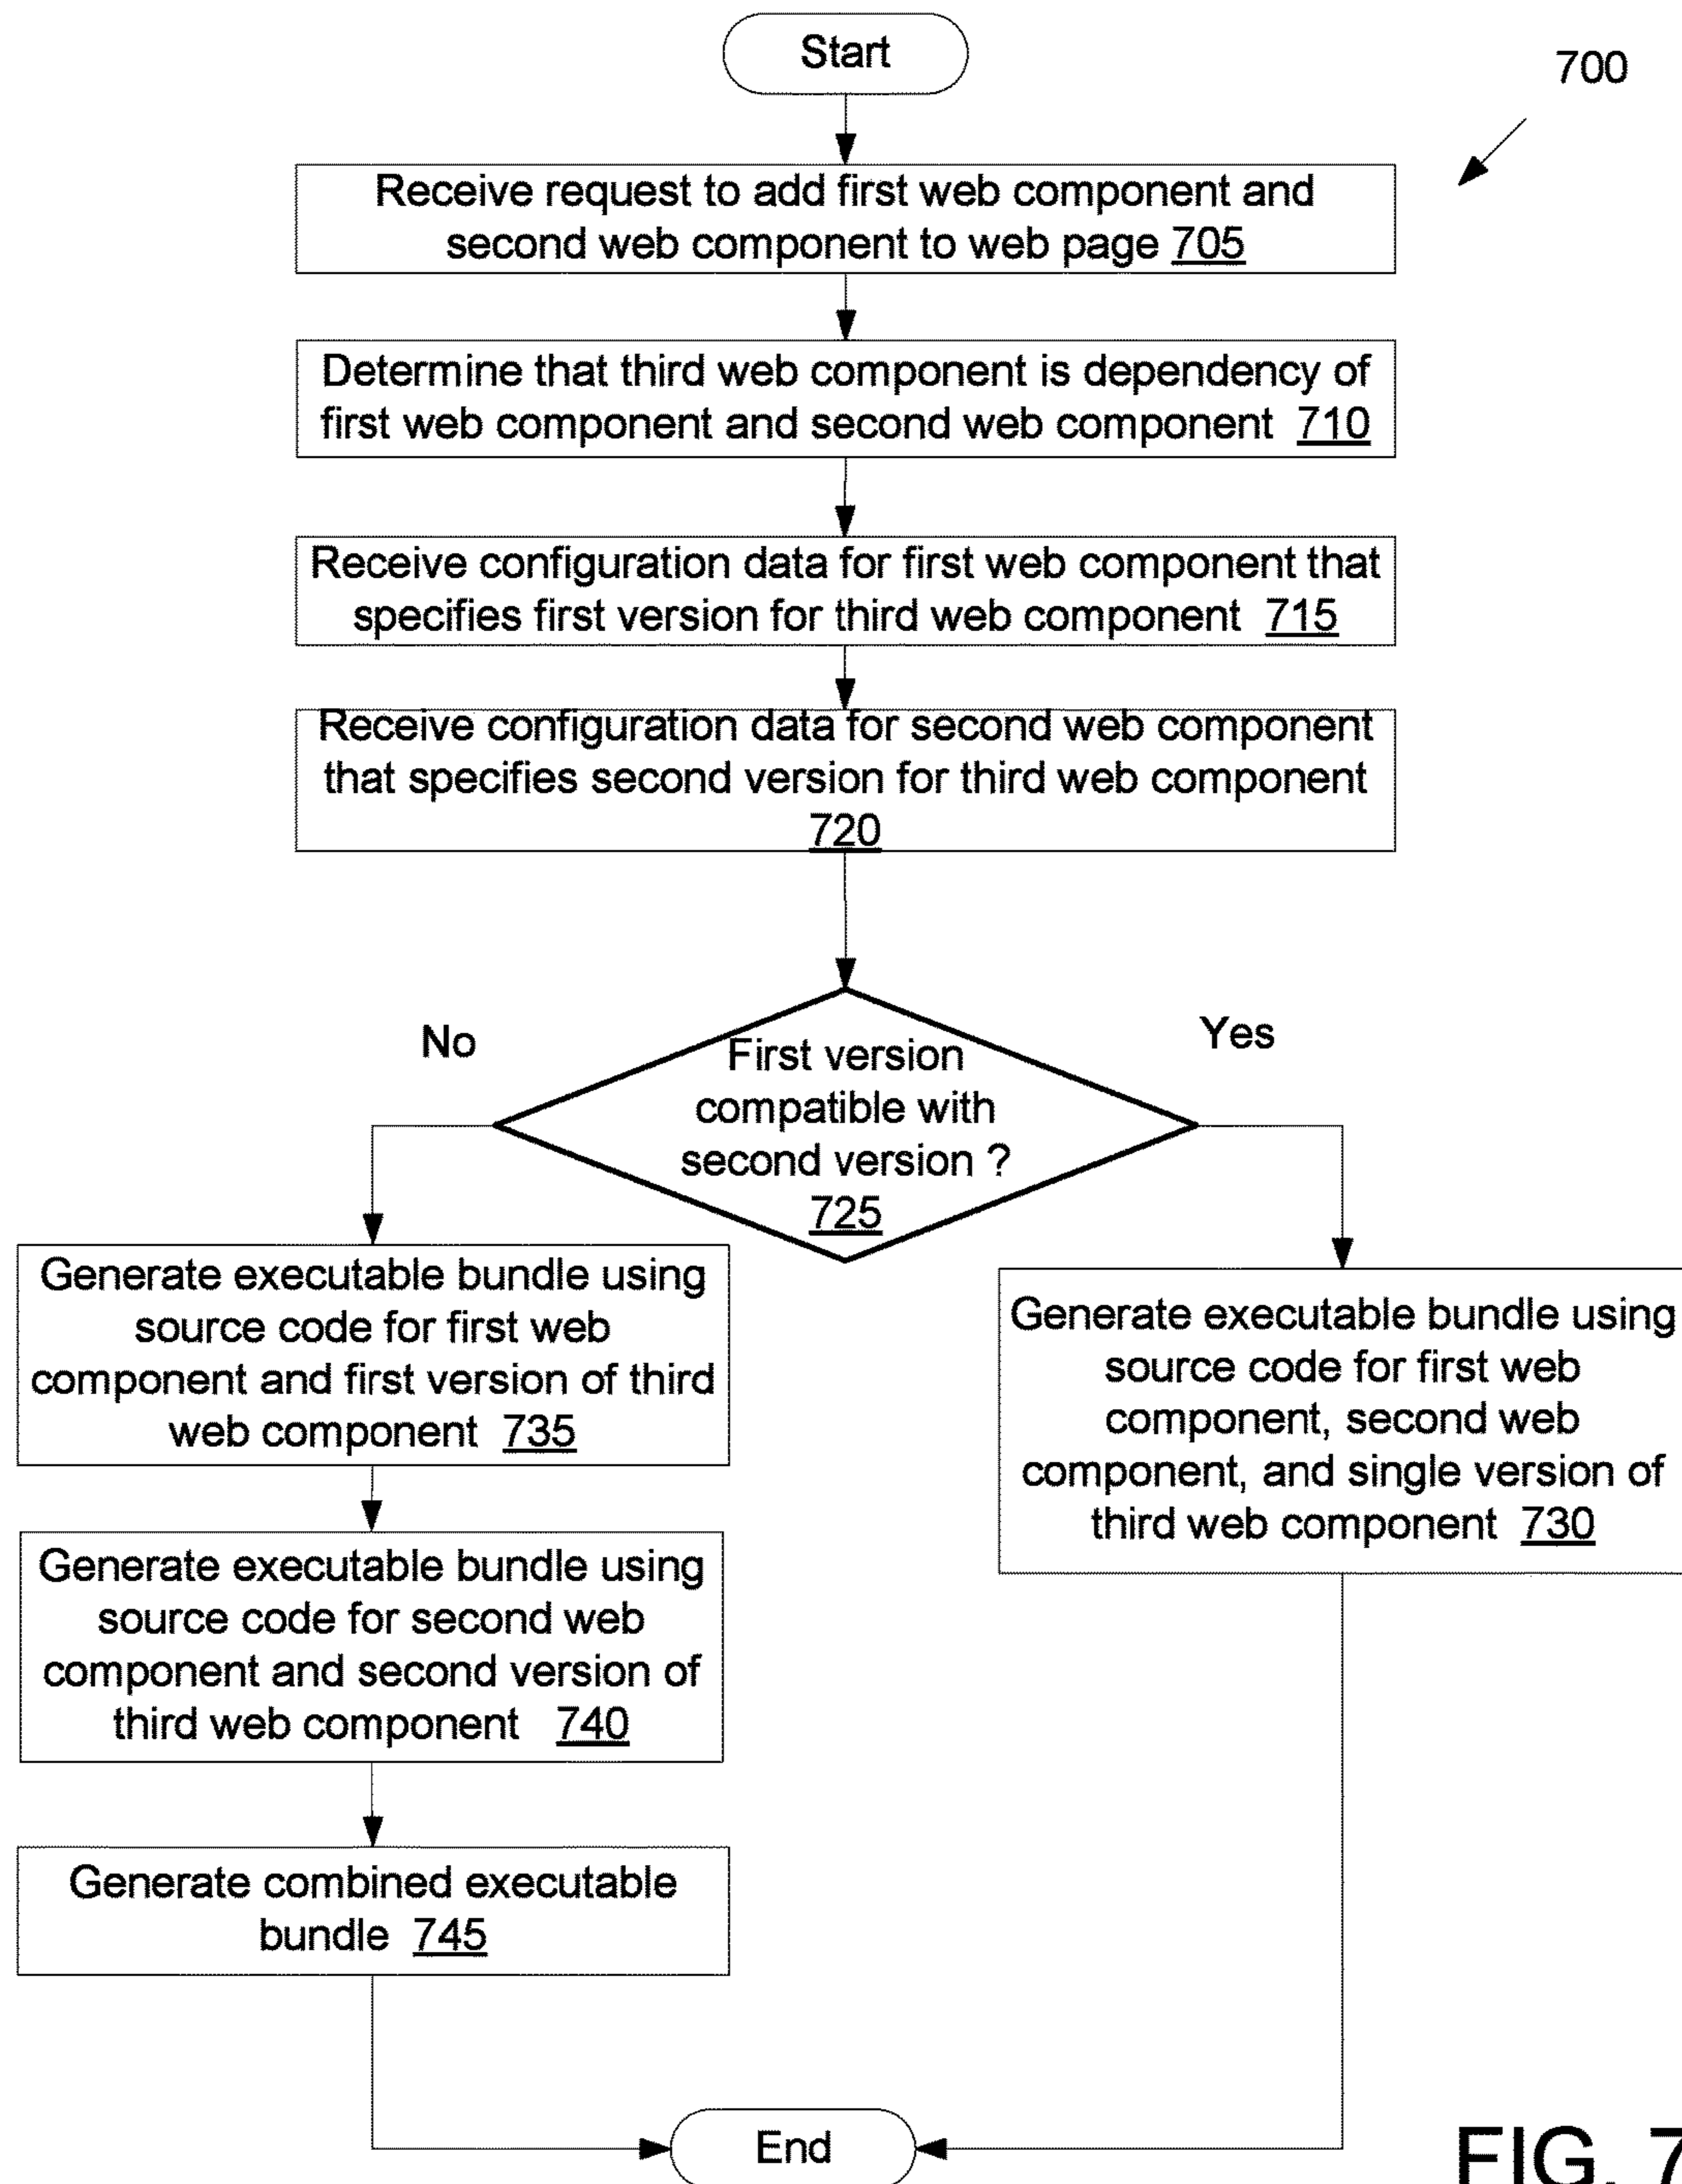 Start
700
Receive request to add first web component and
second web component to web page 705
Determine that third web component is dependency of
first web component and second web component 710
Receive configuration data for first web component that
specifies first version for third web component 715
Receive configuration data for second web component
that specifies second version for third web component
720
No
Yes
First version
compatible with
second version ?
725
Generate executable bundle using
source code for first web
component and first version of third
web component 735
Generate executable bundle using
source code for first web
component, second web
component, and single version of
third web component 730
Generate executable bundle using
source code for second web
component and second version of
third web component 740
Generate combined executable
bundle 745
End
FIG. 7